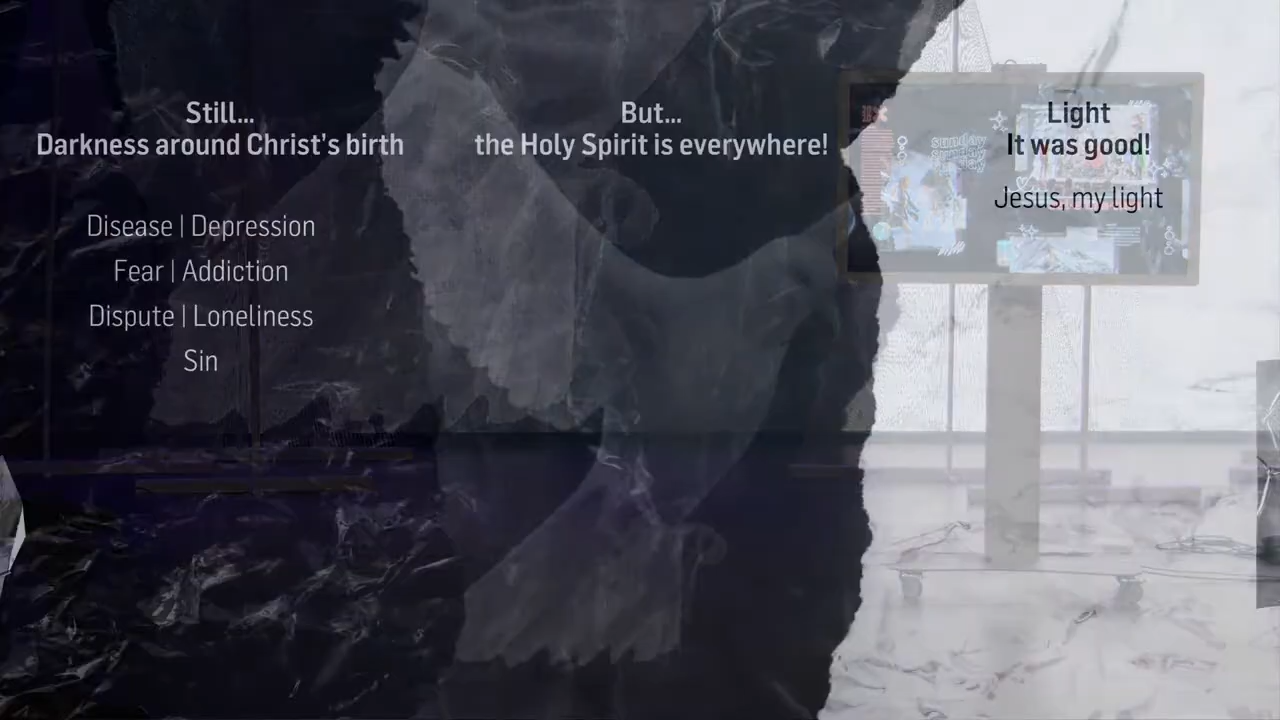 Still...
Darkness around Christ's birth
Disease | Depression
Fear | Addiction
Dispute | Loneliness
Sin
But...
the Holy Spirit is everywhere!
Light
It was good!
Jesus, my light
sunday